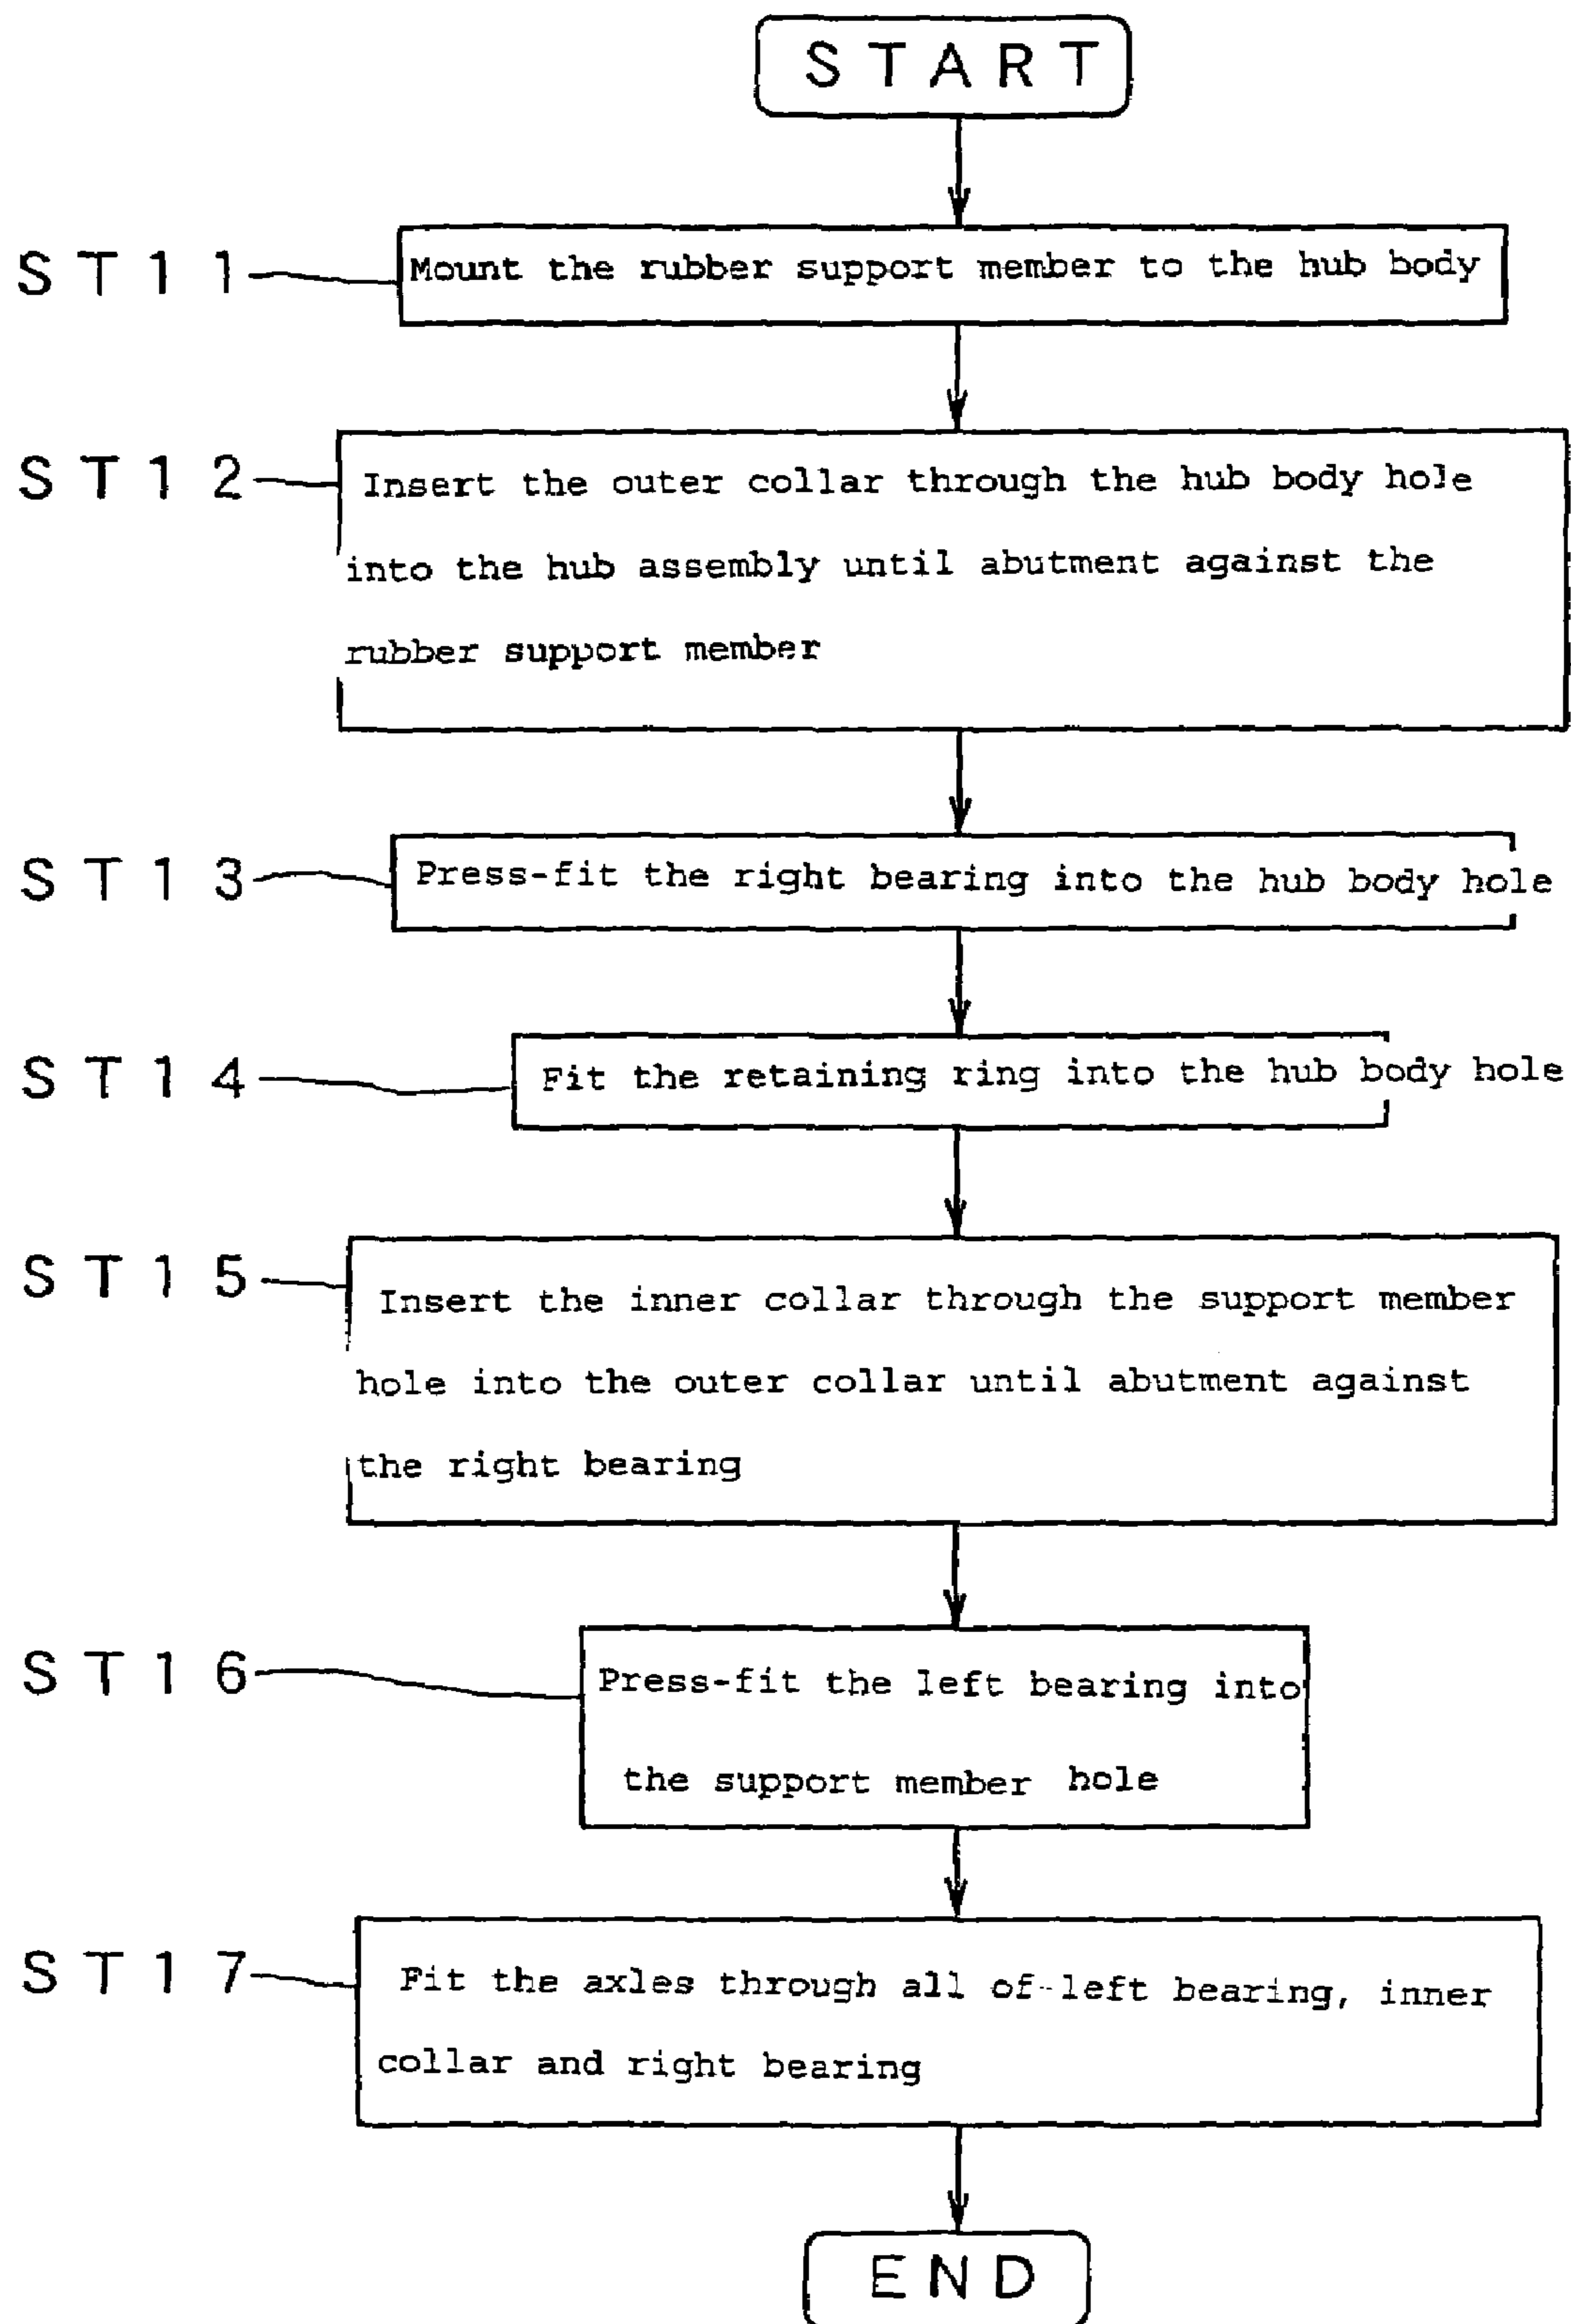 START
ST11
Mount the rubber support member to the hub body
ST12
Insert the outer collar through the hub body hole
into the hub assembly until abutment against the
rubber support member
ST13
Press-fit the right bearing into the hub body hole
ST14
Fit the retaining ring into the hub body hole
ST15
Insert the inner collar through the support member
hole into the outer collar until abutment against
the right bearing
ST16
Press-fit the left bearing into
the support member hole
ST17
Fit the axles through all of left bearing, inner
collar and right bearing
END